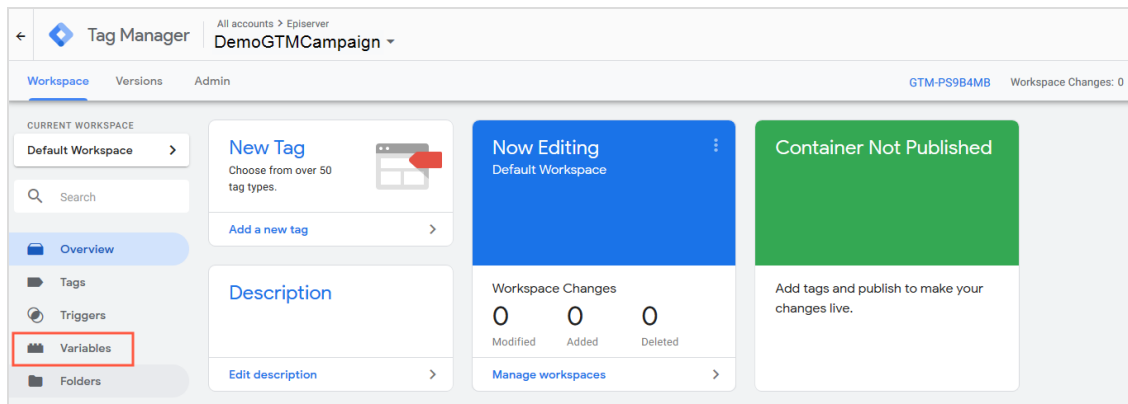 Tag Manager
All accounts > Episerver
DemoGTMCampaign
Workspace
Versions
Admin
GTM-PS9B4MB
Workspace Changes: 0
CURRENT WORKSPACE
Default Workspace
Search
Overview
Tags
Triggers
Variables
Folders
New Tag
Choose from over 50
tag types.
Add a new tag
Description
Edit description
Now Editing
Default Workspace
Workspace Changes
0 0 0
Modified Added Deleted
Manage workspaces
Container Not Published
Add tags and publish to make your
changes live.